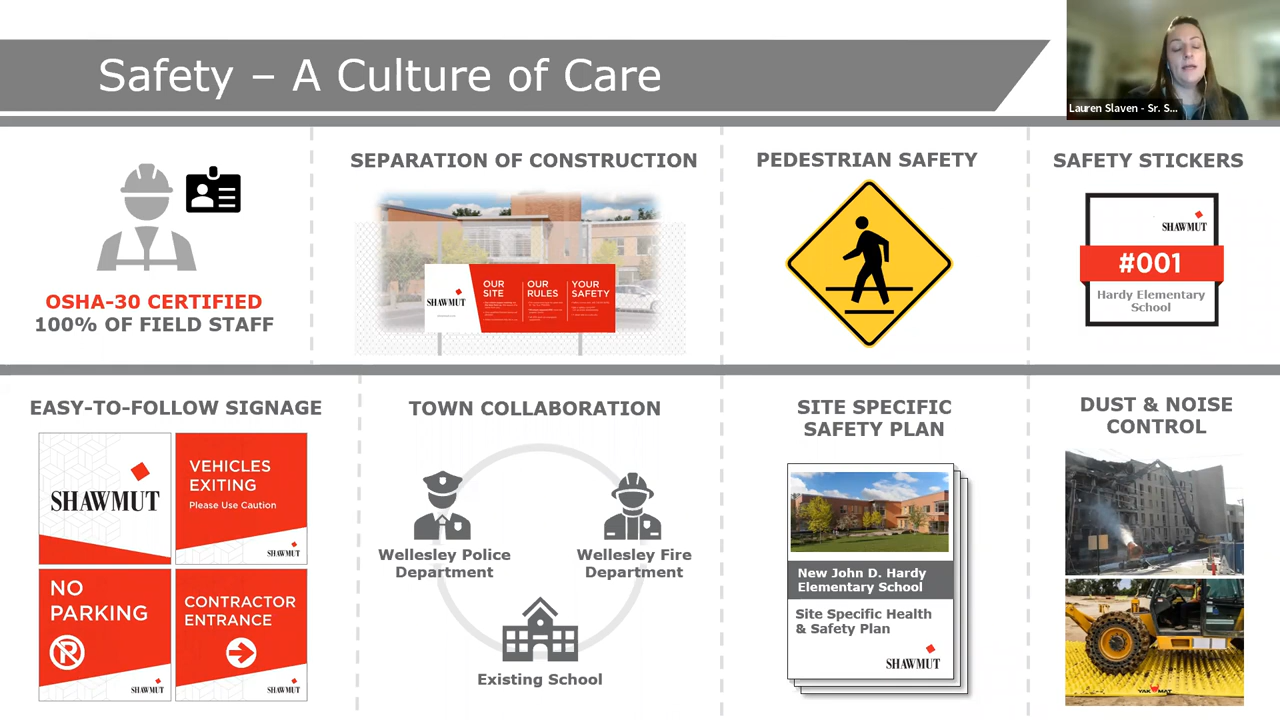 Safety – A Culture of Care
Lauren Slaven - Sr. S...
OSHA-30 CERTIFIED
100% OF FIELD STAFF
SEPARATION OF CONSTRUCTION
SHAWMUT
OUR
SITE
OUR
RULES
YOUR
SAFETY
PEDESTRIAN SAFETY
SAFETY STICKERS
SHAWMUT
#001
Hardy Elementary
School
EASY-TO-FOLLOW SIGNAGE
SHAWMUT
VEHICLES
EXITING
Please Use Caution
SHAWMUT
NO
PARKING
P
SHAWMUT
CONTRACTOR
ENTRANCE
SHAWMUT
TOWN COLLABORATION
Wellesley Police
Department
Wellesley Fire
Department
Existing School
SITE SPECIFIC
SAFETY PLAN
New John D. Hardy
Elementary School
Site Specific Health
& Safety Plan
SHAWMUT
DUST & NOISE
CONTROL
YAK MAT